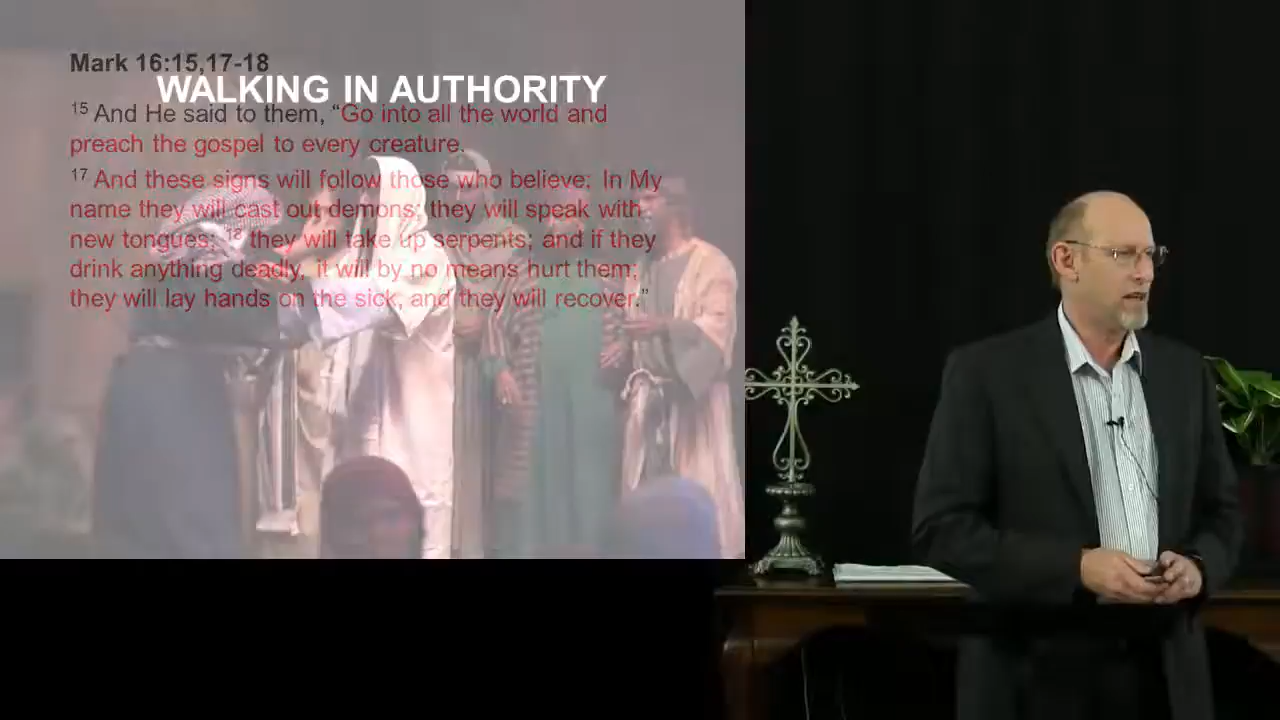 Mark 16:15,17-18
WALKING IN AUTHORITY
15 And He said to them, “Go into all the world and
preach the gospel to every creature.
17 And these signs will follow those who believe: In My
name they will cast out demons; they will speak with
new tongues; 18 they will take up serpents; and if they
drink anything deadly, it will by no means hurt them;
they will lay hands on the sick, and they will recover.”